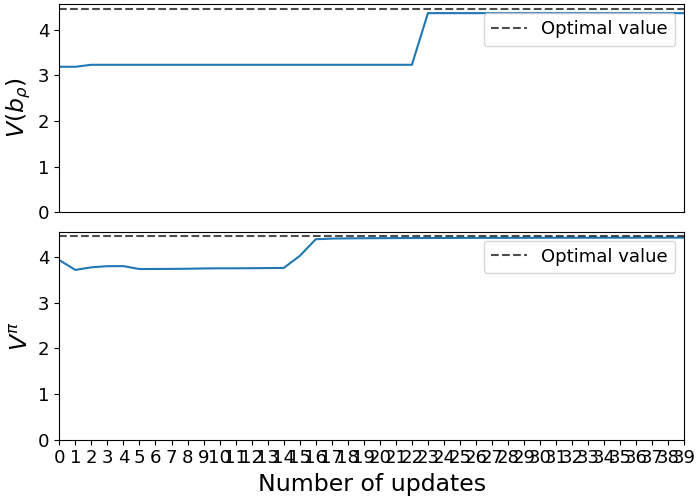 4
3
2
1
0
V(b_ρ)
Optimal value
4
3
2
1
0
V^π
Optimal value
0 1 2 3 4 5 6 7 8 9 10 11 12 13 14 15 16 17 18 19 20 21 22 23 24 25 26 27 28 29 30 31 32 33 34 35 36 37 38 39
Number of updates